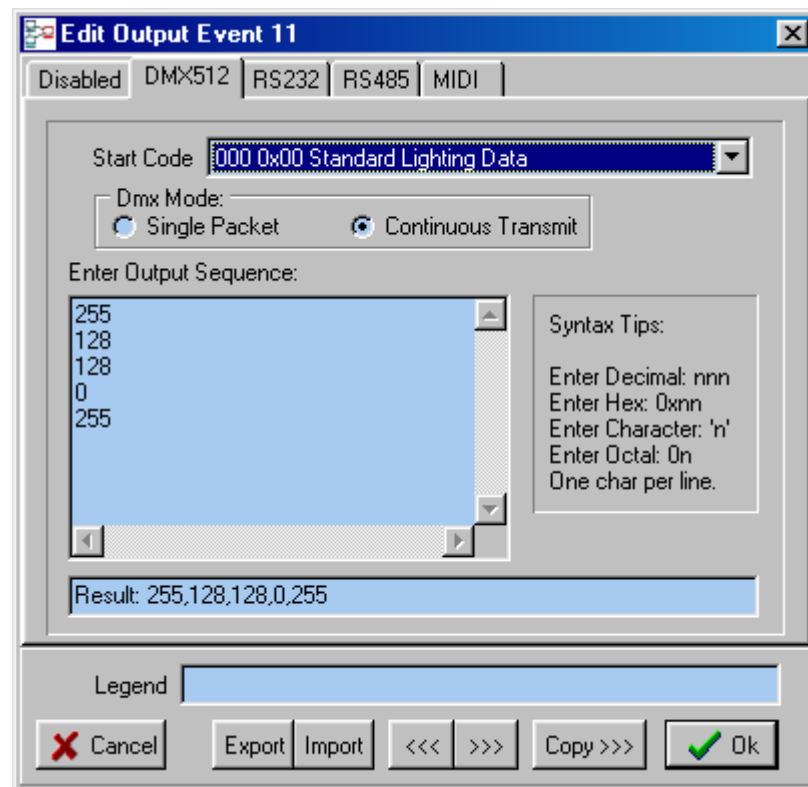 Edit Output Event 11
Disabled DMX512 RS232 RS485 MIDI
Start Code 000 0x00 Standard Lighting Data
Dmx Mode:
Single Packet Continuous Transmit
Enter Output Sequence:
255
128
128
0
255
Syntax Tips:
Enter Decimal: nnn
Enter Hex: 0xnn
Enter Character: 'n'
Enter Octal: 0n
One char per line.
Result: 255,128,128,0,255
Legend
Cancel Export Import <<< >>> Copy >>> Ok